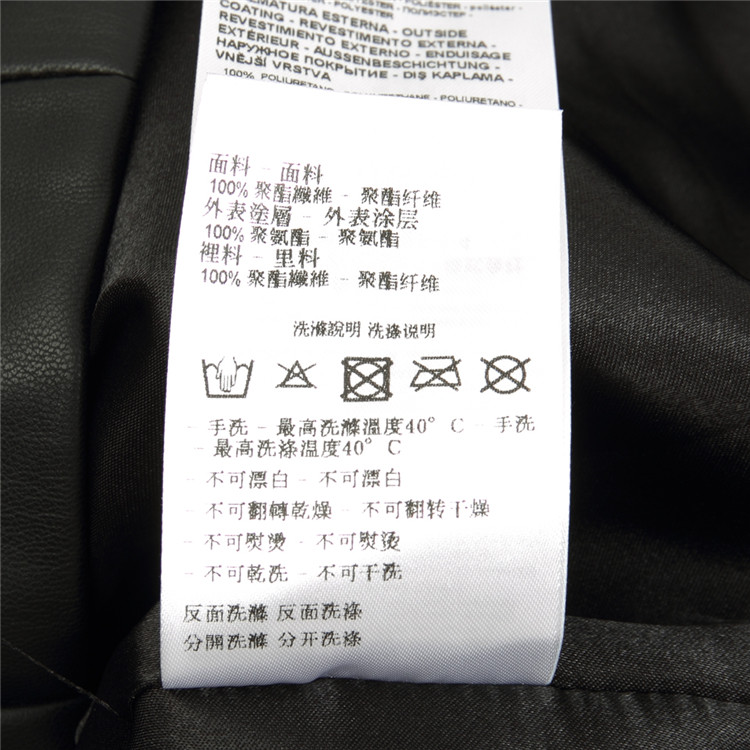 ARMATURA ESTERNA - OUTSIDE
COATING - REVESTIMENTO EXTERNA -
REVESTIMIENTO EXTERNO - ENDUISAGE
EXTÉRIEUR - AUSSENBESCHICHTUNG -
НАРУЖНОЕ ПОКРЫТИЕ - DIŞ KAPLAMA -
VNĚJŠÍ VRSTVA
100% POLIURETANO - POLIURETANO -
面料 - 面料
100% 聚酯纖維 - 聚酯纤维
外表塗層 - 外表涂层
100% 聚氨酯 - 聚氨酯
裡料 - 里料
100% 聚酯纖維 - 聚酯纤维
洗滌說明 洗涤说明
- 手洗 - 最高洗滌溫度40° C - 手洗
- 最高洗涤温度40° C
- 不可漂白 - 不可漂白
- 不可翻轉乾燥 - 不可翻转干燥
- 不可熨燙 - 不可熨烫
- 不可乾洗 - 不可干洗
反面洗滌 反面洗涤
分開洗滌 分开洗涤